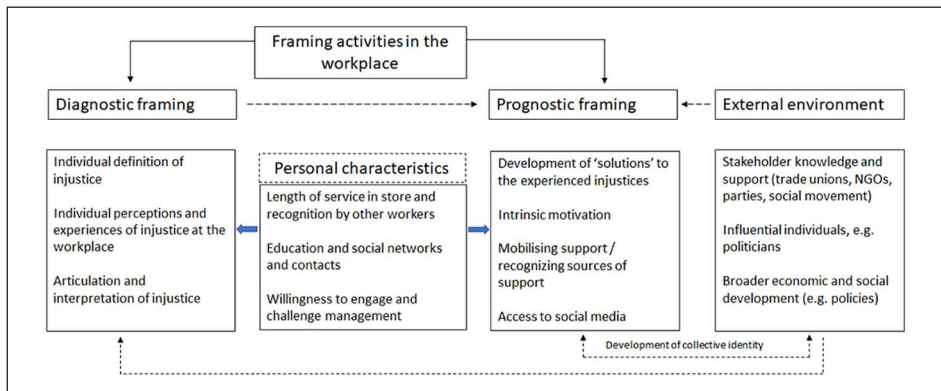 Framing activities in the
workplace
Diagnostic framing
Prognostic framing
External environment
Individual definition of
injustice
Individual perceptions and
experiences of injustice at the
workplace
Articulation and
interpretation of injustice
Personal characteristics
Length of service in store and
recognition by other workers
Education and social networks
and contacts
Willingness to engage and
challenge management
Development of ‘solutions’ to
the experienced injustices
Intrinsic motivation
Mobilising support /
recognizing sources of
support
Access to social media
Stakeholder knowledge and
support (trade unions, NGOs,
parties, social movement)
Influential individuals, e.g.
politicians
Broader economic and social
development (e.g. policies)
Development of collective identity